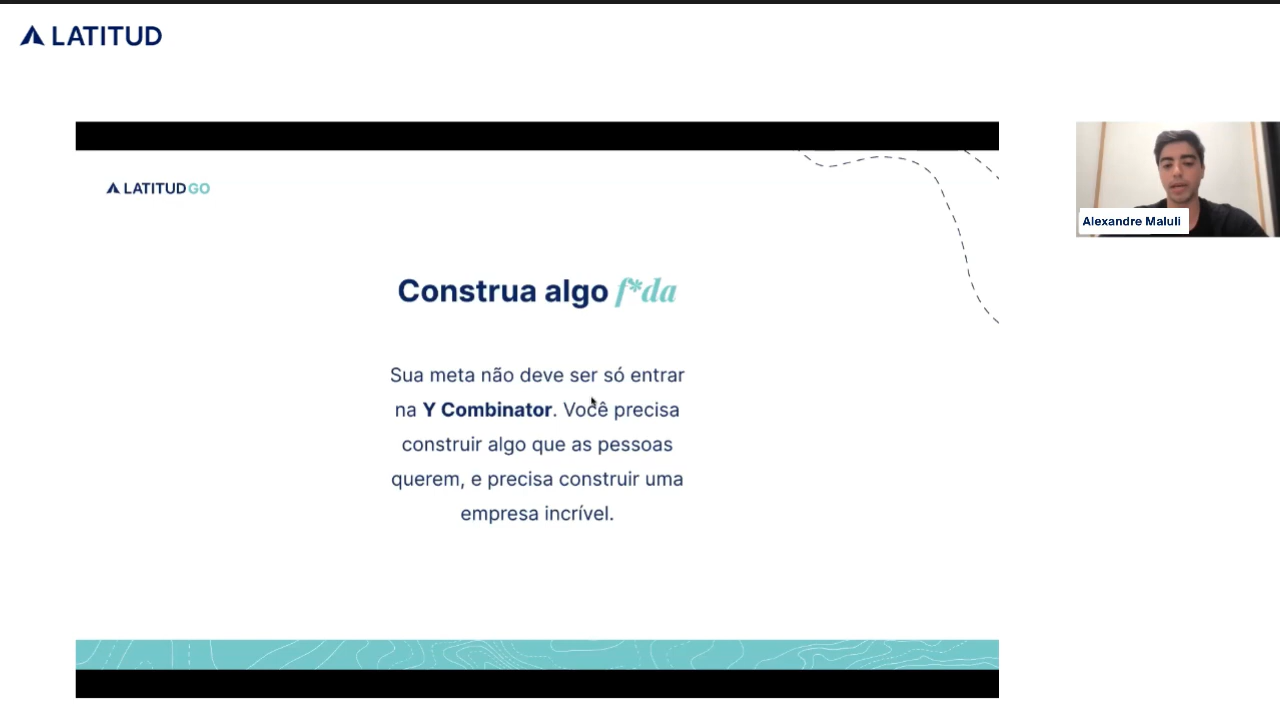 LATITUD
LATITUD GO
Alexandre Maluli
Construa algo f*da
Sua meta não deve ser só entrar
na Y Combinator. Você precisa
construir algo que as pessoas
querem, e precisa construir uma
empresa incrível.